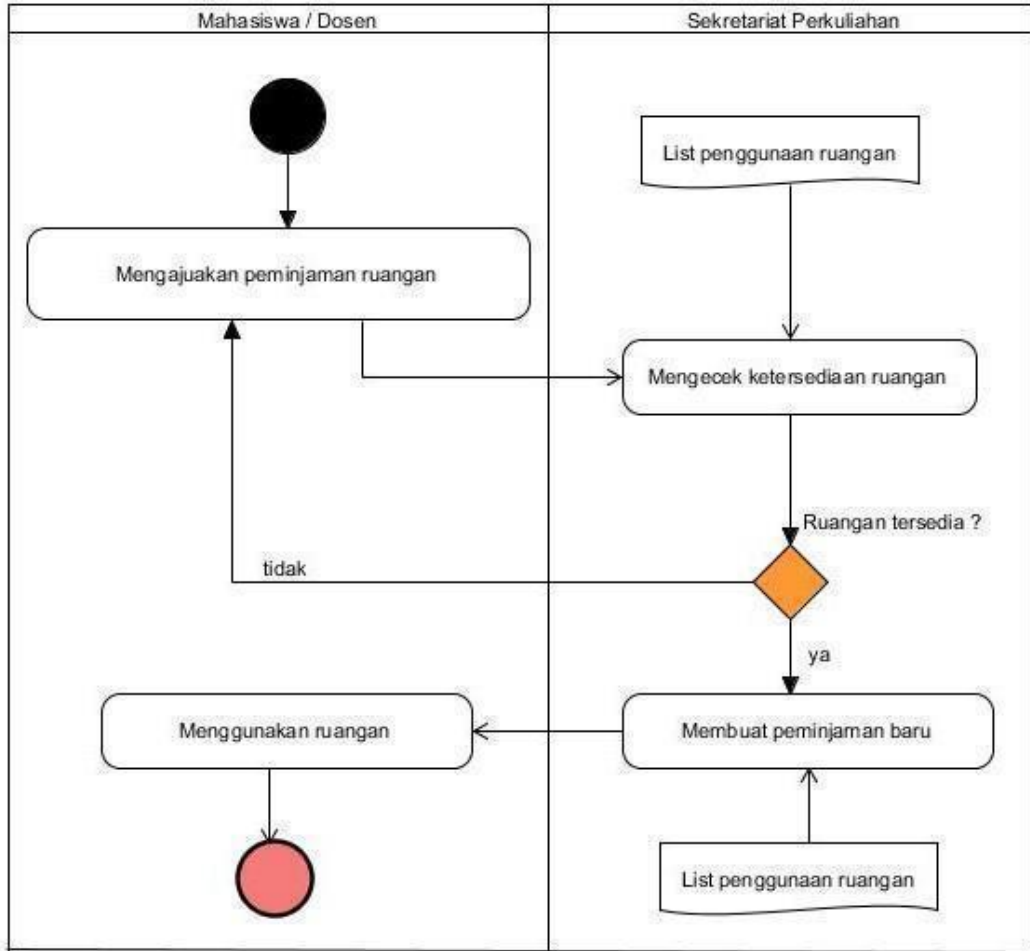 Mahasiswa / Dosen
Sekretariat Perkuliahan
List penggunaan ruangan
Mengajuakan peminjaman ruangan
Mengecek ketersediaan ruangan
Ruangan tersedia ?
tidak
ya
Menggunakan ruangan
Membuat peminjaman baru
List penggunaan ruangan